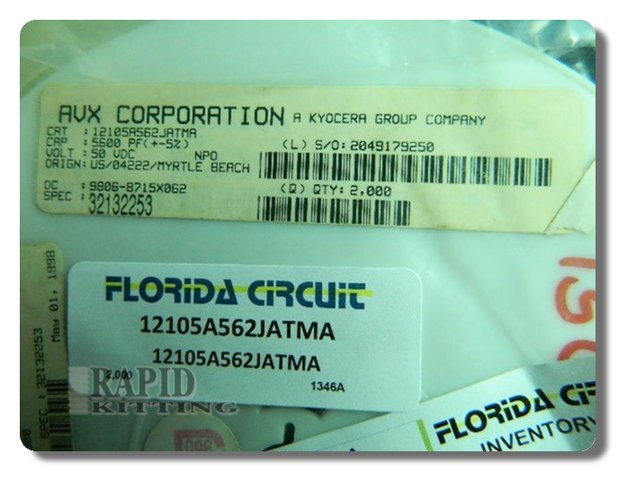 AVX CORPORATION A KYOCERA GROUP COMPANY
CAT : 12105A562JATMA
CAP : 5600 PF(+-5%)
(L) S/O: 2049179250
VOLT : 50 VDC NPO
ORIGN: US/04222/MYRTLE BEACH
DC : 9806-8715X062
(Q) QTY: 2,000
SPEC : 32132253
May 01, 1998
SPEC : 32132253
FLORIDA CIRCUIT
12105A562JATMA
12105A562JATMA
2,000
1346A
RAPID
KITTING
FLORIDA CIR
INVENTORY